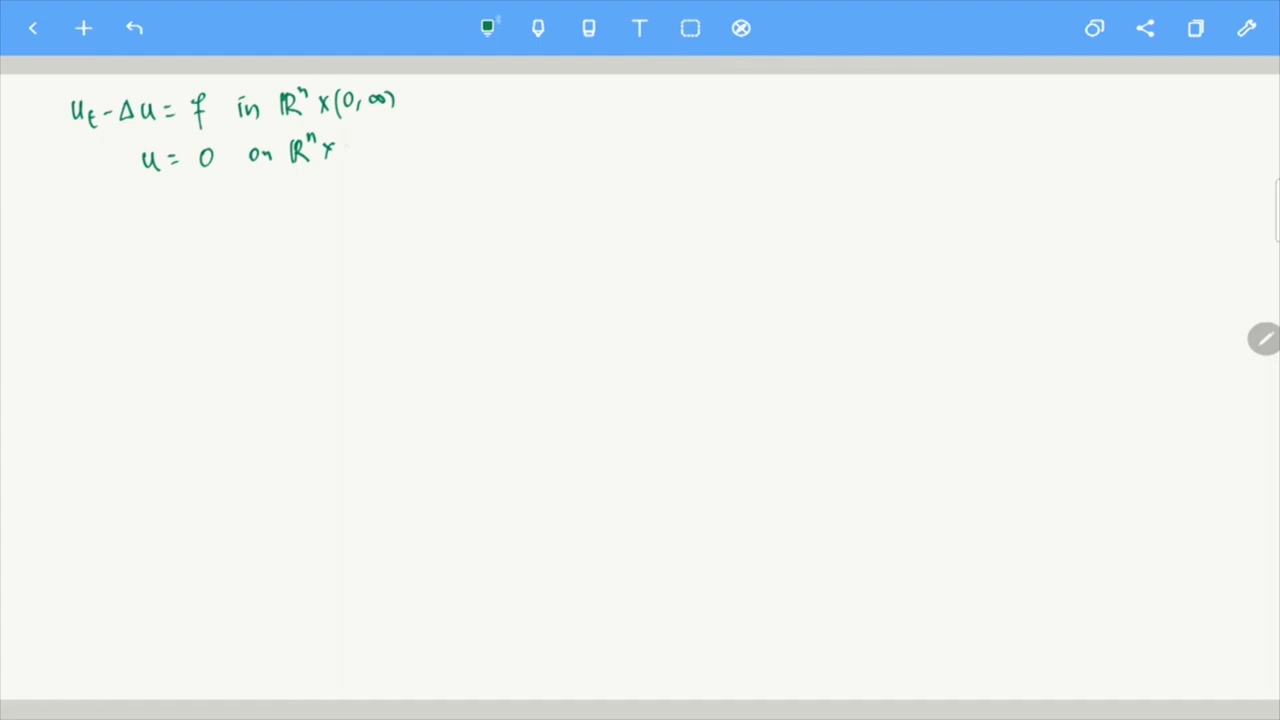 u_t - Δu = f in ℝ^n × (0, ∞)
u = 0 on ℝ^n ×